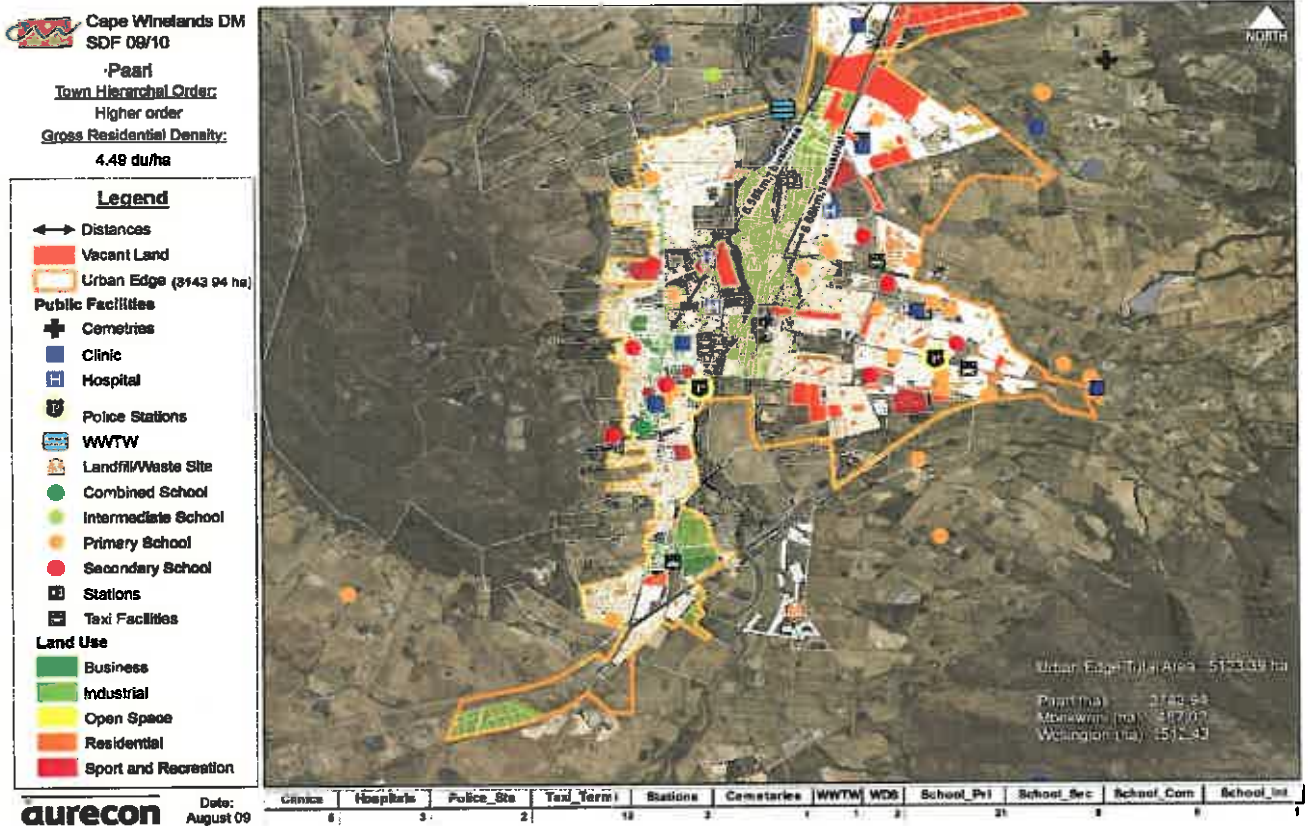 Cape Winelands DM
SDF 09/10
Paarl
Town Hierarchal Order:
Higher order
Gross Residential Density:
4.49 du/ha
Legend
Distances
Vacant Land
Urban Edge (3143 94 ha)
Public Facilities
Cemetries
Clinic
Hospital
Police Stations
WWTW
Landfill/Waste Site
Combined School
Intermediate School
Primary School
Secondary School
Stations
Taxi Facilities
Land Use
Business
Industrial
Open Space
Residential
Sport and Recreation
aurecon
Date:
August 09
NORTH
Urban Edge Total Area 5133.39 ha
Paarl (ha)
Wellington (ha)
Clinics Hospitals Police_Sta Taxi_Termi Stations Cemetaries WWTW WDS School_Pri School_Sec School_Com School_Int